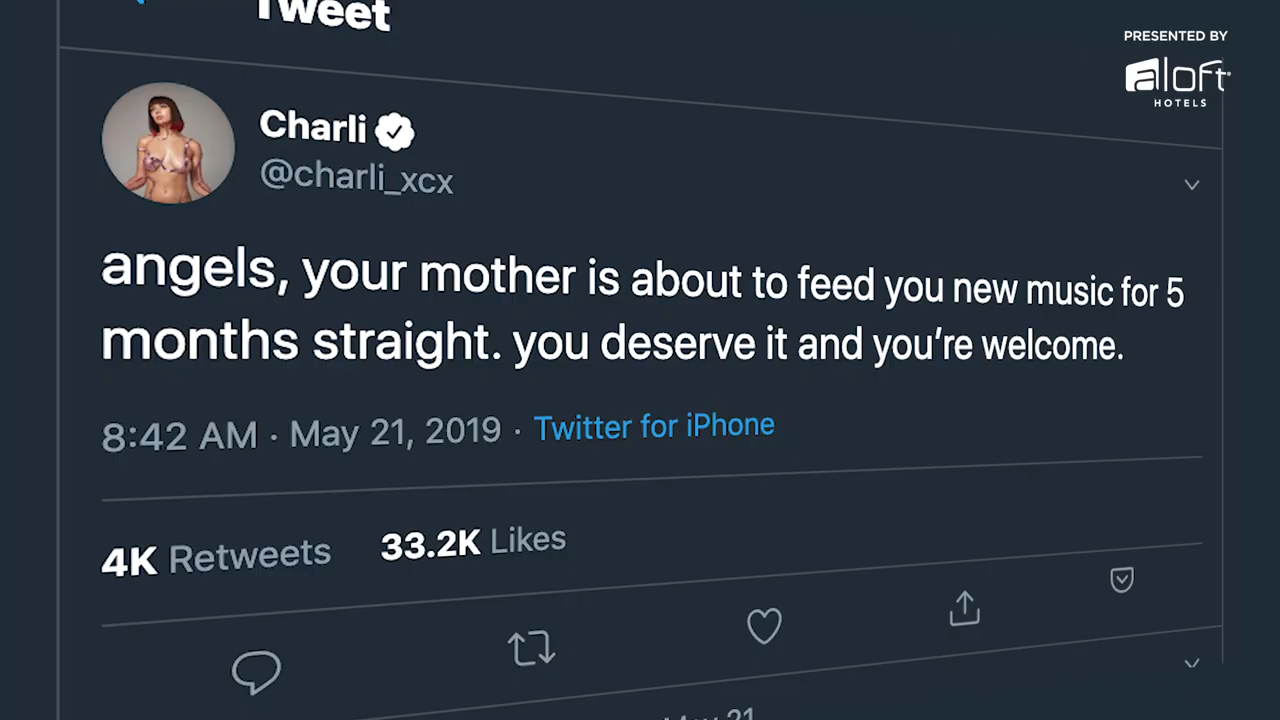 Tweet
PRESENTED BY
aloft
HOTELS
Charli
@charli_xcx
angels, your mother is about to feed you new music for 5
months straight. you deserve it and you’re welcome.
8:42 AM · May 21, 2019 · Twitter for iPhone
4K Retweets 33.2K Likes
May 21